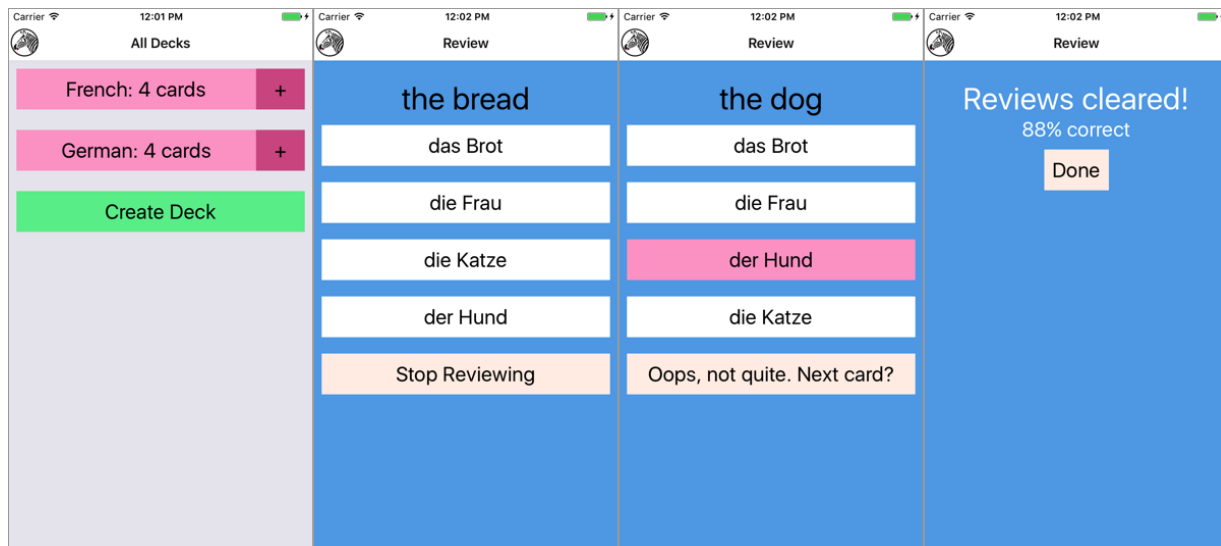 Carrier 12:01 PM
All Decks
French: 4 cards +
German: 4 cards +
Create Deck
Carrier 12:02 PM
Review
the bread
das Brot
die Frau
die Katze
der Hund
Stop Reviewing
Carrier 12:02 PM
Review
the dog
das Brot
die Frau
der Hund
die Katze
Oops, not quite. Next card?
Carrier 12:02 PM
Review
Reviews cleared!
88% correct
Done